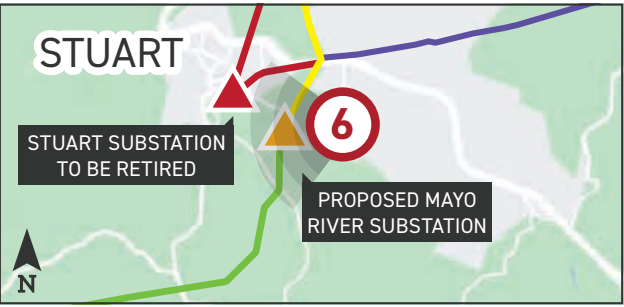 STUART
6
STUART SUBSTATION
TO BE RETIRED
PROPOSED MAYO
RIVER SUBSTATION
N